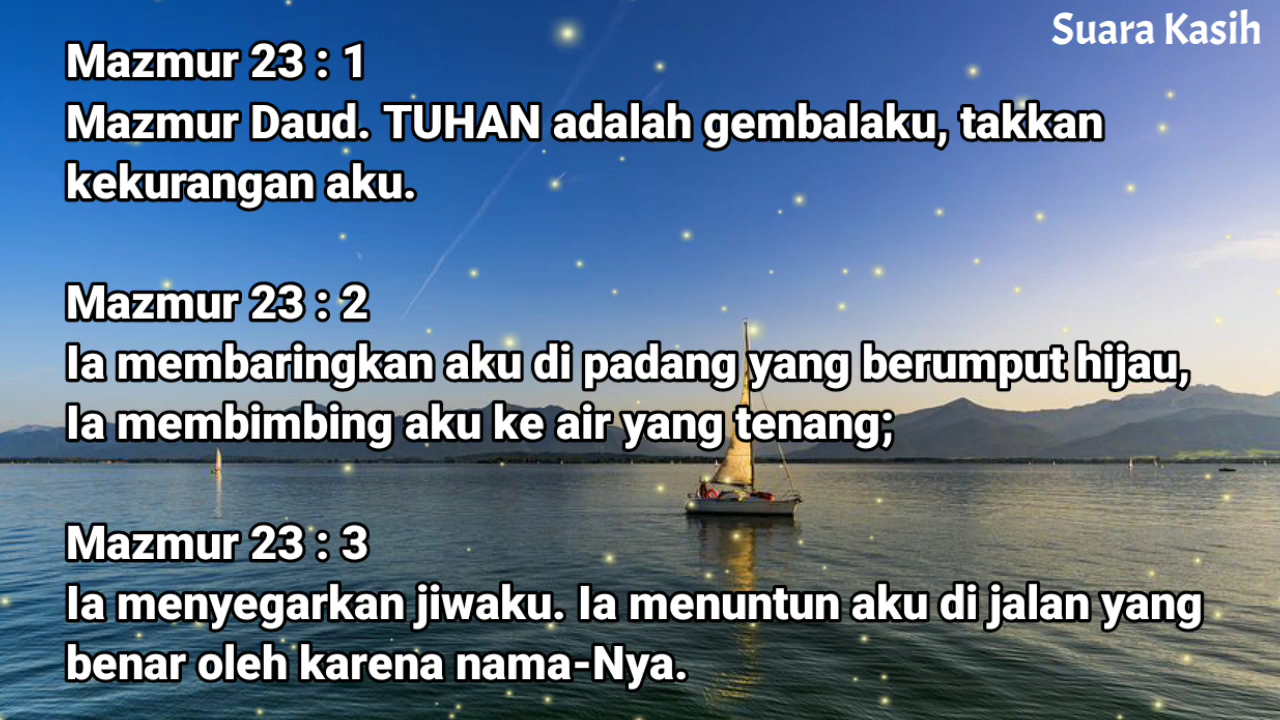 Suara Kasih
Mazmur 23 : 1
Mazmur Daud. TUHAN adalah gembalaku, takkan
kekurangan aku.
Mazmur 23 : 2
Ia membaringkan aku di padang yang berumput hijau,
Ia membimbing aku ke air yang tenang;
Mazmur 23 : 3
Ia menyegarkan jiwaku. Ia menuntun aku di jalan yang
benar oleh karena nama-Nya.